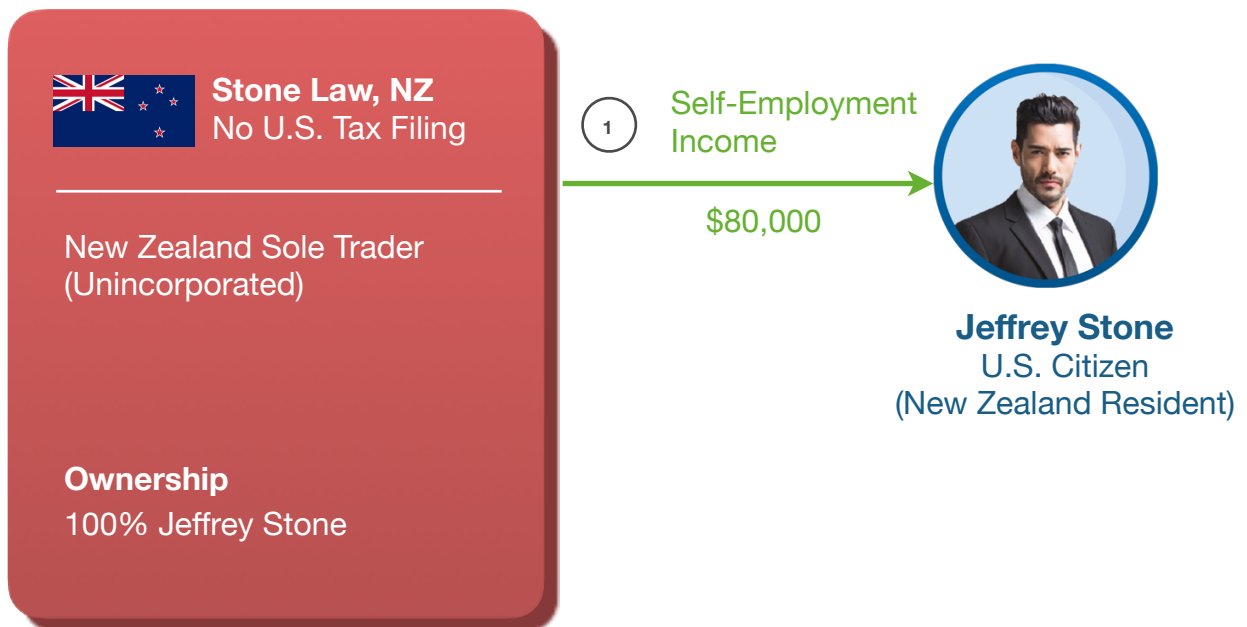 Stone Law, NZ
No U.S. Tax Filing
New Zealand Sole Trader
(Unincorporated)
Ownership
100% Jeffrey Stone
1
Self-Employment
Income
$80,000
Jeffrey Stone
U.S. Citizen
(New Zealand Resident)